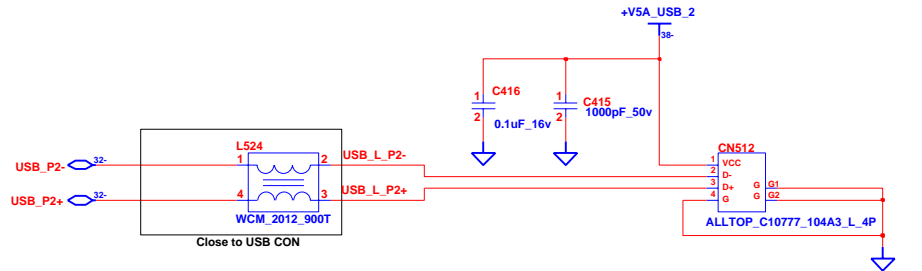 +V5A_USB_2
38-
1
C416
2
0.1uF_16v
1
C415
1000pF_50v
2
L524
USB_P2-
32-
1
2
USB_L_P2-
USB_P2+
32-
4
3
USB_L_P2+
WCM_2012_900T
Close to USB CON
CN512
1
VCC
2
D-
3
D+
G
G1
4
G
G
G2
ALLTOP_C10777_104A3_L_4P